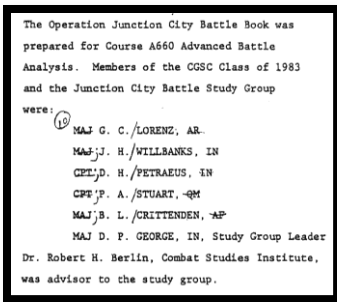 The Operation Junction City Battle Book was
prepared for Course A660 Advanced Battle
Analysis. Members of the CGSC Class of 1983
and the Junction City Battle Study Group
were:
10
MAJ G. C./LORENZ, AR
MAJ; J. H./WILLBANKS, IN
CPT; D. H./PETRAEUS, IN
CPT; P. A./STUART, QM
MAJ; B. L./CRITTENDEN, AP
MAJ D. P. GEORGE, IN, Study Group Leader
Dr. Robert H. Berlin, Combat Studies Institute,
was advisor to the study group.